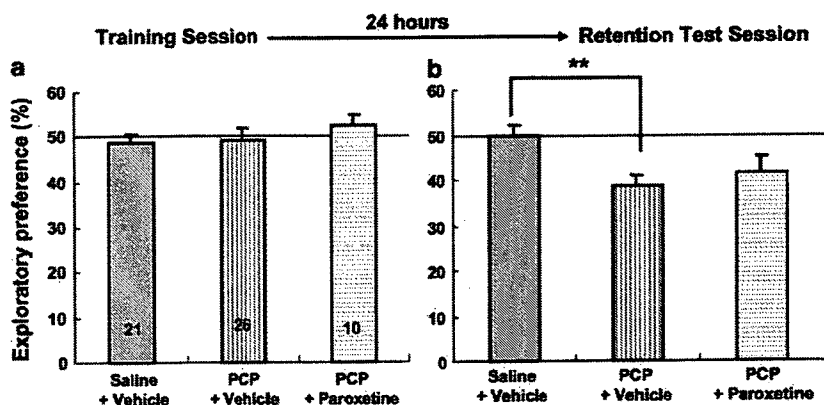 24 hours
Training Session
Retention Test Session
a
b
**
Exploratory preference (%)
60
50
40
30
20
10
0
21
26
10
Saline
+ Vehicle
PCP
+ Vehicle
PCP
+ Paroxetine
60
50
40
30
20
10
0
Saline
+ Vehicle
PCP
+ Vehicle
PCP
+ Paroxetine